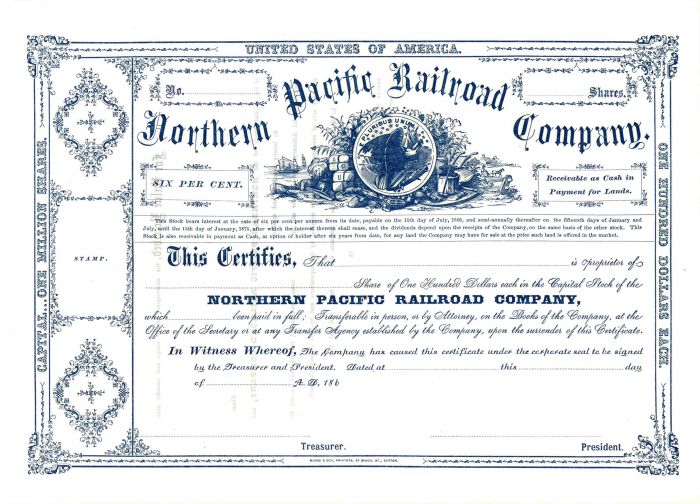 UNITED STATES OF AMERICA.
No.
Shares.
Northern Pacific Railroad Company.
E PLURIBUS UNUM
SIX PER CENT.
Receivable as Cash in
Payment for Lands.
This Stock bears interest at the rate of six per cent per annum from its date, payable on the 15th day of July, 1866, and semi-annually thereafter on the fifteenth days of January and
July, until the 15th day of January, 1875, after which the interest thereon shall cease, and the dividends depend upon the receipts of the Company, on the same basis of the other stock. This
Stock is also receivable in payment as Cash, at option of holder after six years from date, for any land the Company may have for sale at the price such land is offered in the market.
This Certifies, That is proprietor of
Share of One Hundred Dollars each in the Capital Stock of the
NORTHERN PACIFIC RAILROAD COMPANY,
which been paid in full; Transferable in person, or by Attorney, on the Books of the Company, at the
Office of the Secretary or at any Transfer Agency established by the Company, upon the surrender of this Certificate.
In Witness Whereof, The Company has caused this certificate under the corporate seal to be signed
by the Treasurer and President. Dated at this day
of A.D. 186
Treasurer.
President.
STAMP.
CAPITAL...ONE MILLION SHARES.
ONE HUNDRED DOLLARS EACH.